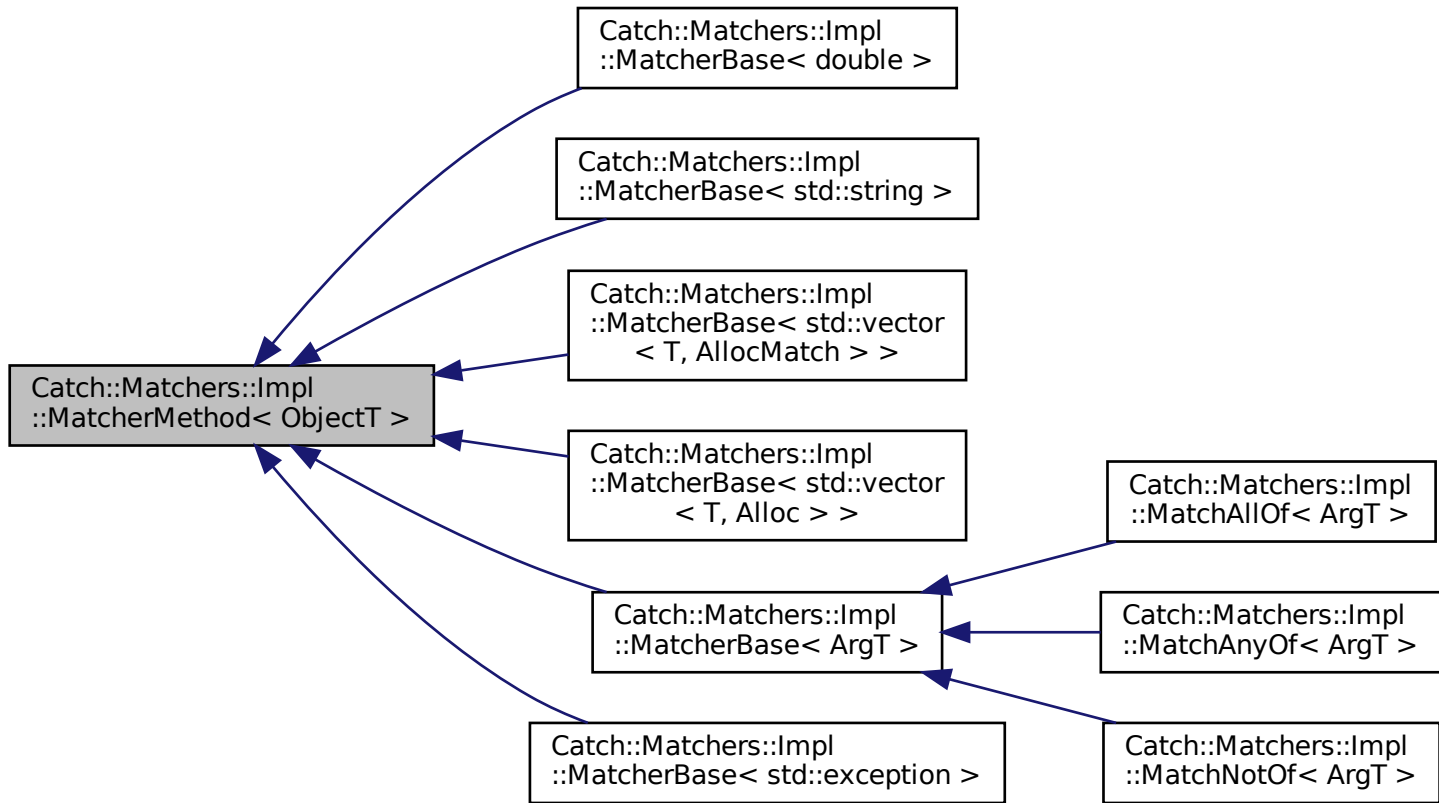 Catch::Matchers::Impl
::MatcherBase< double >
Catch::Matchers::Impl
::MatcherBase< std::string >
Catch::Matchers::Impl
::MatcherBase< std::vector
< T, AllocMatch > >
Catch::Matchers::Impl
::MatcherMethod< ObjectT >
Catch::Matchers::Impl
::MatcherBase< std::vector
< T, Alloc > >
Catch::Matchers::Impl
::MatchAllOf< ArgT >
Catch::Matchers::Impl
::MatcherBase< ArgT >
Catch::Matchers::Impl
::MatchAnyOf< ArgT >
Catch::Matchers::Impl
::MatcherBase< std::exception >
Catch::Matchers::Impl
::MatchNotOf< ArgT >